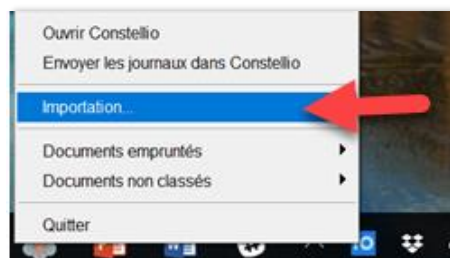 Ouvrir Constellio
Envoyer les journaux dans Constellio
Importation...
Documents empruntés
Documents non classés
Quitter